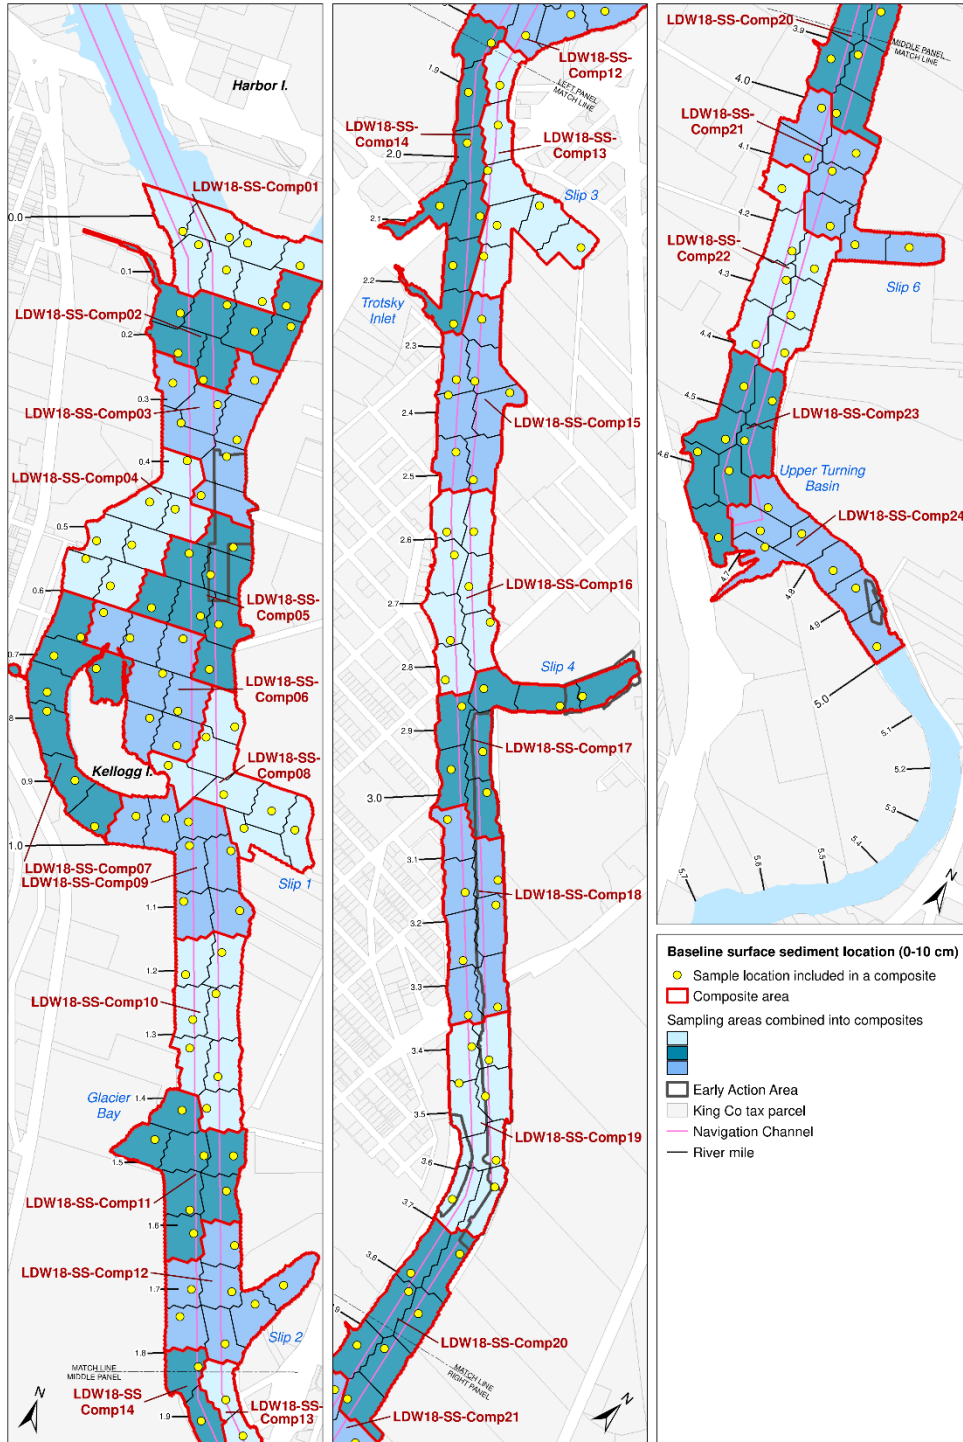 Harbor I.
LDW18-SS-Comp01
0.0
0.1
LDW18-SS-Comp02
0.2
0.3
LDW18-SS-Comp03
0.4
LDW18-SS-Comp04
0.5
LDW18-SS-
Comp05
0.6
0.7
LDW18-SS-
Comp06
8
LDW18-SS-
Comp08
Kellogg I.
0.9
1.0
LDW18-SS-Comp07
LDW18-SS-Comp09
Slip 1
1.1
1.2
LDW18-SS-Comp10
1.3
Glacier
Bay
1.4
1.5
LDW18-SS-Comp11
1.6
LDW18-SS-Comp12
1.7
Slip 2
1.8
MATCH LINE
MIDDLE PANEL
LDW18-SS
Comp14
LDW18-SS-
Comp13
1.9
N
LDW18-SS-
Comp12
1.9
LEFT PANEL
MATCH LINE
LDW18-SS-
Comp14
LDW18-SS-
Comp13
2.0
Slip 3
2.1
2.2
Trotsky
Inlet
2.3
2.4
LDW18-SS-Comp15
2.5
2.6
LDW18-SS-Comp16
2.7
2.8
Slip 4
2.9
LDW18-SS-Comp17
3.0
3.1
LDW18-SS-Comp18
3.2
3.3
3.4
3.5
LDW18-SS-Comp19
3.6
3.7
3.8
.9
LDW18-SS-Comp20
MATCH LINE
RIGHT PANEL
LDW18-SS-Comp21
N
LDW18-SS-
Comp20
3.9
MIDDLE PANEL
MATCH LINE
4.0
LDW18-SS-
Comp21
4.1
4.2
LDW18-SS-
Comp22
4.3
Slip 6
4.4
4.5
LDW18-SS-Comp23
4.6
Upper Turning
Basin
LDW18-SS-Comp24
4.7
4.8
4.9
5.0
5.1
5.2
5.3
5.4
5.5
5.6
5.7
N
Baseline surface sediment location (0-10 cm)
Sample location included in a composite
Composite area
Sampling areas combined into composites
Early Action Area
King Co tax parcel
Navigation Channel
River mile